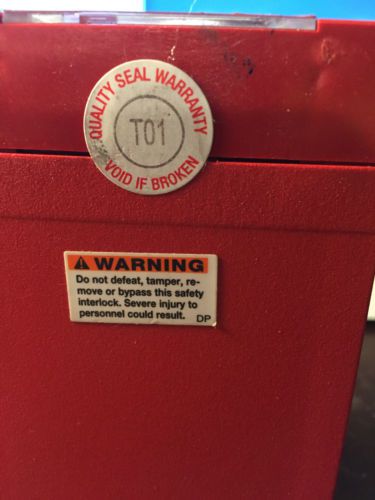 QUALITY SEAL WARRANTY
T01
VOID IF BROKEN
WARNING
Do not defeat, tamper, re-
move or bypass this safety
interlock. Severe injury to
personnel could result.
DP